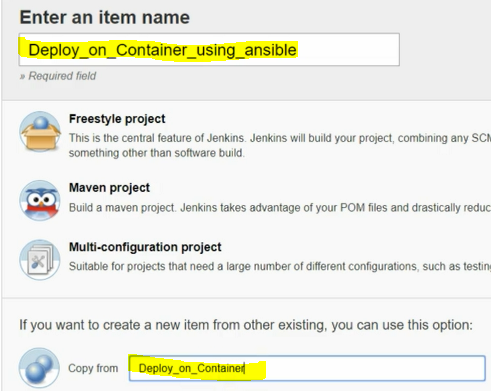 Enter an item name
Deploy_on_Container_using_ansible
» Required field
Freestyle project
This is the central feature of Jenkins. Jenkins will build your project, combining any SCM
something other than software build.
Maven project
Build a maven project. Jenkins takes advantage of your POM files and drastically reduc
Multi-configuration project
Suitable for projects that need a large number of different configurations, such as testing
If you want to create a new item from other existing, you can use this option:
Copy from Deploy_on_Container